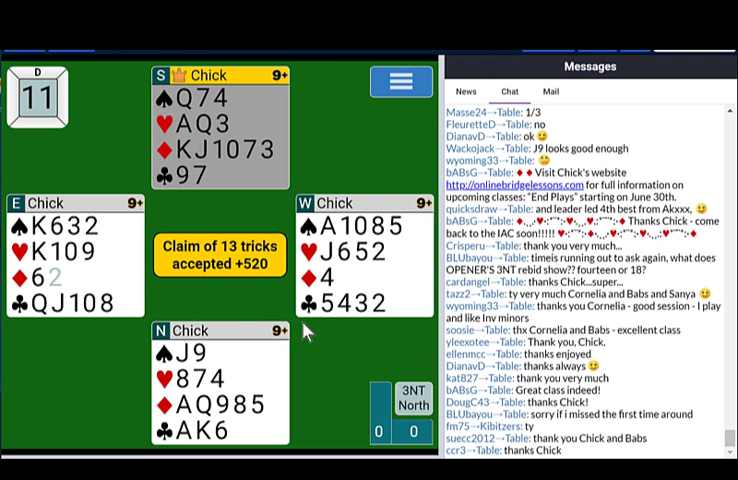 D
11
S Chick 9+
♠Q74
♥AQ3
♦KJ1073
♣97
E Chick 9+
♠K632
♥K109
♦62
♣QJ108
Claim of 13 tricks
accepted +520
W Chick 9+
♠A1085
♥J652
♦4
♣5432
N Chick 9+
♠J9
♥874
♦AQ985
♣AK6
3NT
North
0 0
Messages
News Chat Mail
Masse24→Table: 1/3
FleuretteD→Table: no
DianavD→Table: ok
Wackojack→Table: J9 looks good enough
wyoming33→Table:
bABsG→Table: ♦ ♦ Visit Chick's website
http://onlinebridgelessons.com for full information on
upcoming classes: "End Plays" starting on June 30th.
quicksdraw→Table: and leader led 4th best from AKxxx,
bABsG→Table: Thanks Chick - come
back to the IAC soon!!!!!
Crisperu→Table: thank you very much...
BLUbayou→Table: timeis running out to ask again, what does
OPENER'S 3NT rebid show?? fourteen or 18?
cardangel→Table: thanks Chick...super...
tazz2→Table: ty very much Cornelia and Babs and Sanya
wyoming33→Table: thanks you Cornelia - good session - I play
and like Inv minors
soosie→Table: thx Cornelia and Babs - excellent class
yleexotee→Table: Thank you, Chick.
ellenmcc→Table: thanks enjoyed
DianavD→Table: thanks always
kat827→Table: thank you very much
bABsG→Table: Great class indeed!
DougC43→Table: thanks Chick!
BLUbayou→Table: sorry if i missed the first time around
fm75→Kibitzers: ty
suecc2012→Table: thank you Chick and Babs
ccr3→Table: thanks Chick